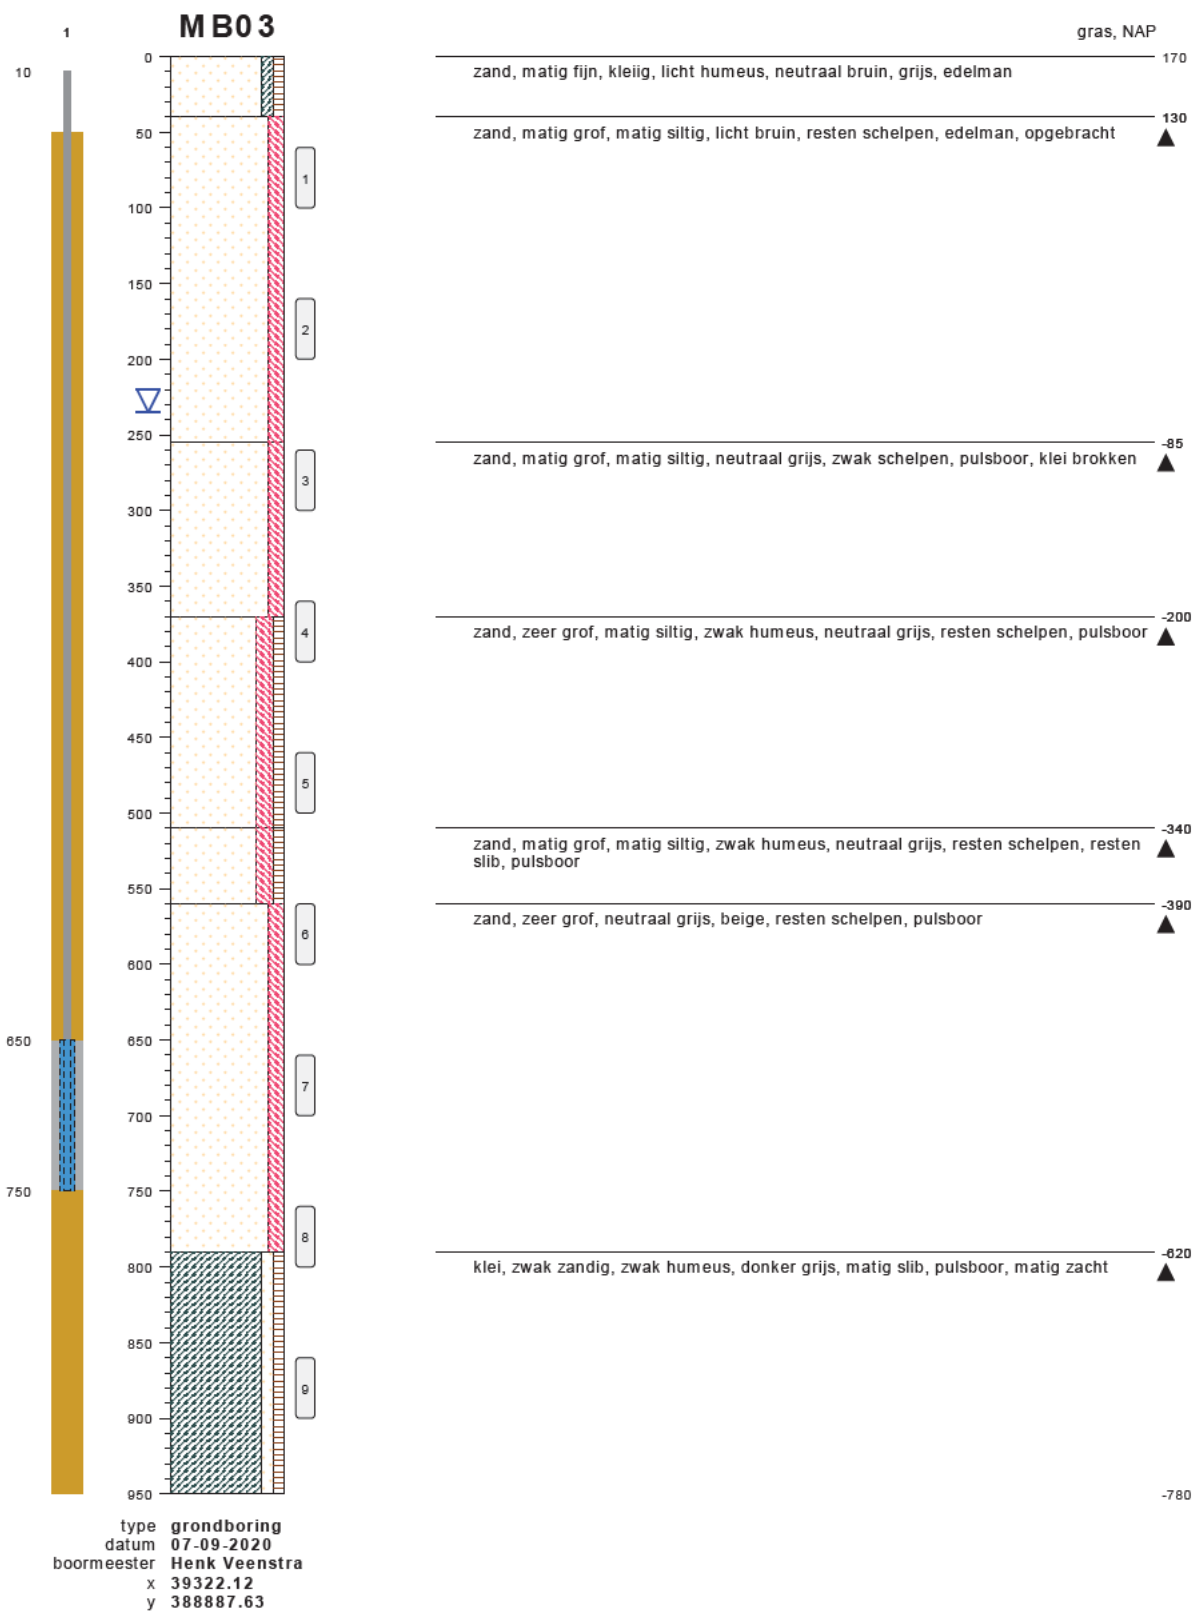 1
MB03
gras, NAP
0
170
10
zand, matig fijn, kleiig, licht humeus, neutraal bruin, grijs, edelman
130
50
zand, matig grof, matig siltig, licht bruin, resten schelpen, edelman, opgebracht
1
100
150
2
200
250
-85
zand, matig grof, matig siltig, neutraal grijs, zwak schelpen, pulsboor, klei brokken
3
300
350
-200
4
zand, zeer grof, matig siltig, zwak humeus, neutraal grijs, resten schelpen, pulsboor
400
450
5
500
-340
zand, matig grof, matig siltig, zwak humeus, neutraal grijs, resten schelpen, resten
slib, pulsboor
550
-390
zand, zeer grof, neutraal grijs, beige, resten schelpen, pulsboor
6
600
650
650
7
700
750
750
8
-620
800
klei, zwak zandig, zwak humeus, donker grijs, matig slib, pulsboor, matig zacht
850
9
900
950
-780
type grondboring
datum 07-09-2020
boormeester Henk Veenstra
x 39322.12
y 388887.63